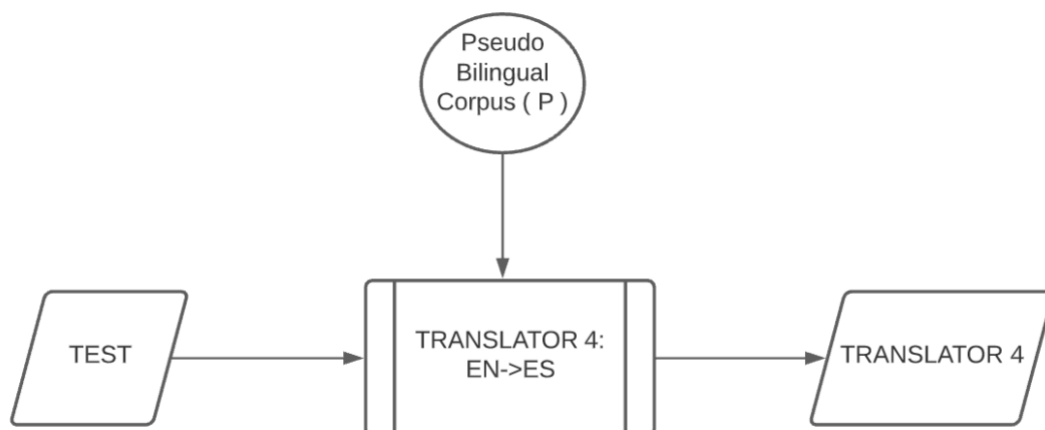 Pseudo
Bilingual
Corpus ( P )
TEST
TRANSLATOR 4:
EN->ES
TRANSLATOR 4